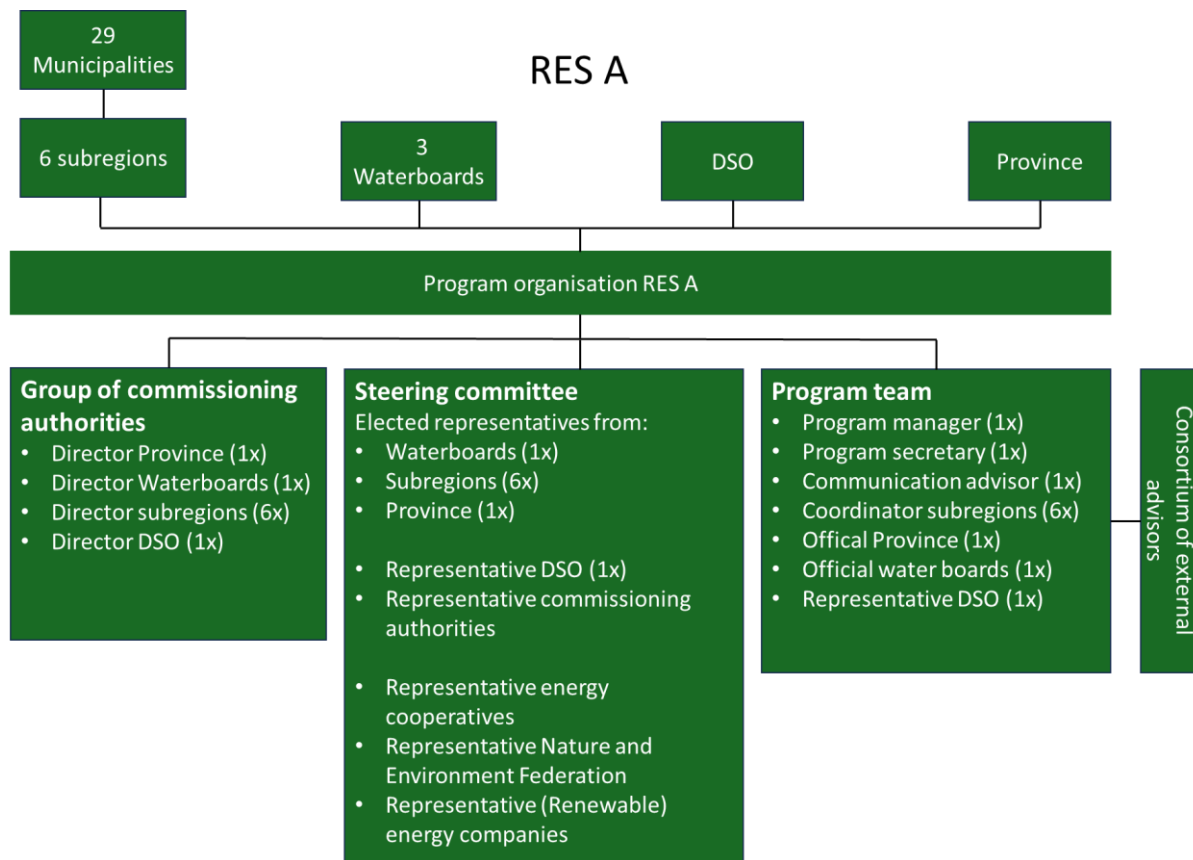 29
Municipalities
RES A
6 subregions
3
Waterboards
DSO
Province
Program organisation RES A
Group of commissioning
authorities
• Director Province (1x)
• Director Waterboards (1x)
• Director subregions (6x)
• Director DSO (1x)
Steering committee
Elected representatives from:
• Waterboards (1x)
• Subregions (6x)
• Province (1x)
• Representative DSO (1x)
• Representative commissioning
authorities
• Representative energy
cooperatives
• Representative Nature and
Environment Federation
• Representative (Renewable)
energy companies
Program team
• Program manager (1x)
• Program secretary (1x)
• Communication advisor (1x)
• Coordinator subregions (6x)
• Offical Province (1x)
• Official water boards (1x)
• Representative DSO (1x)
Consortium of external
advisors